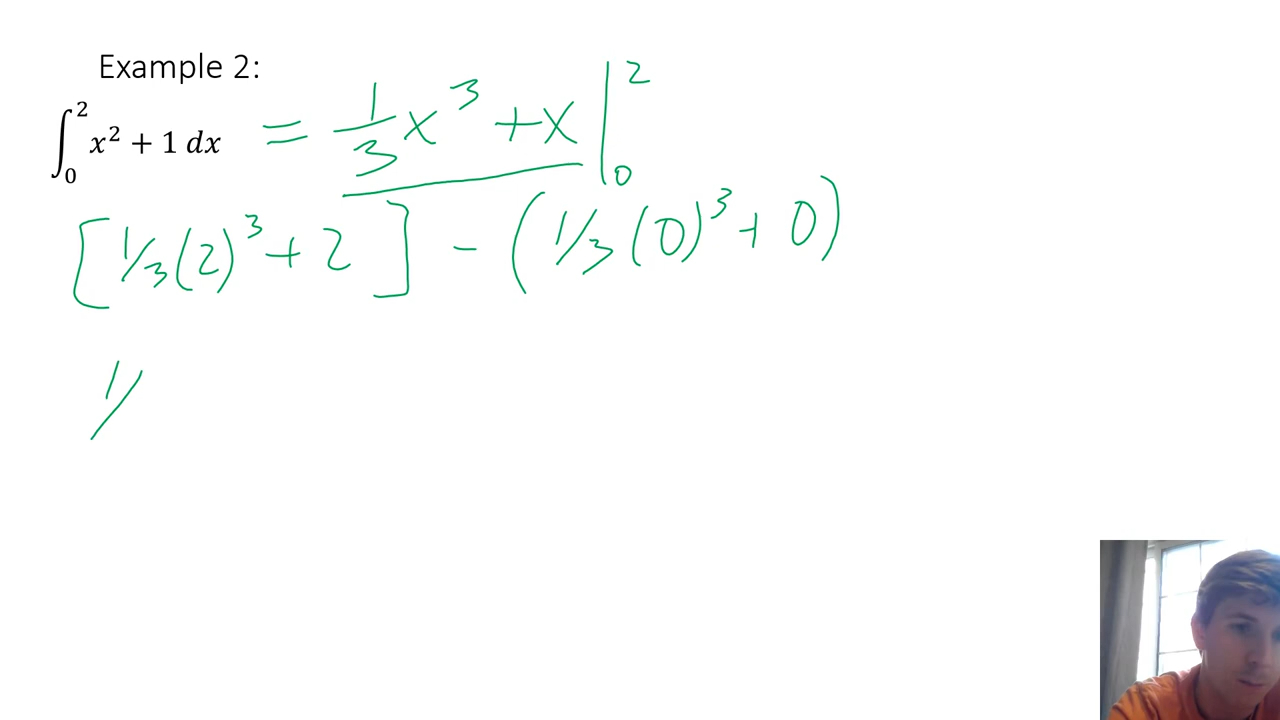 Example 2:
∫₀² x² + 1 dx = 1/3 x³ + x |₀²
[1/3(2)³ + 2] - (1/3(0)³ + 0)
1/